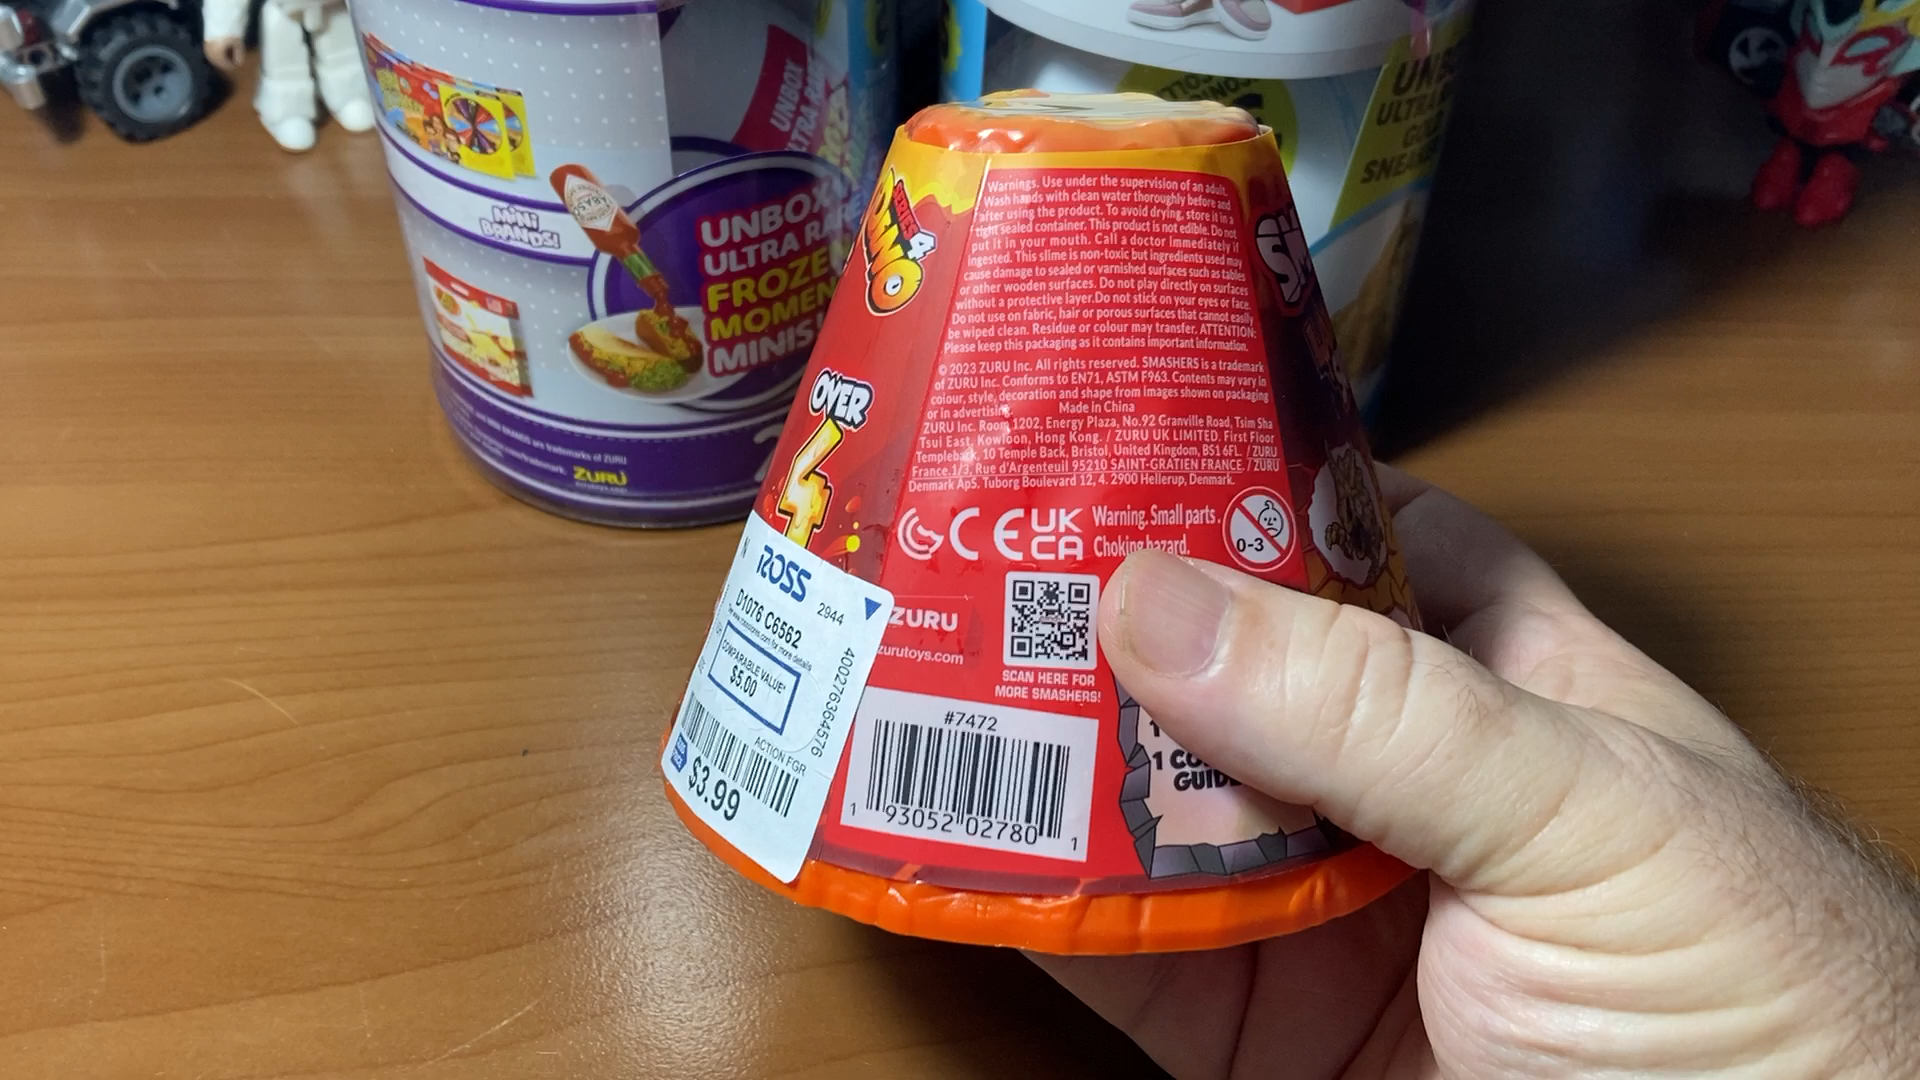 UNBOX
ULTRA RARE
MINI
BRANDS!
UNBOX
ULTRA RARE
FROZEN
MOMEN
MINIS!
ZURU
ULTRA
GOLD
SNEAKER
SERIES 4
DINO
OVER
4
Warnings. Use under the supervision of an adult.
Wash hands with clean water thoroughly before and
after using the product. To avoid drying, store it in a
tight sealed container. This product is not edible. Do not
put it in your mouth. Call a doctor immediately if
ingested. This slime is non-toxic but ingredients used may
cause damage to sealed or varnished surfaces such as tables
or other wooden surfaces. Do not play directly on surfaces
without a protective layer.Do not stick on your eyes or face.
Do not use on fabric, hair or porous surfaces that cannot easily
be wiped clean. Residue or colour may transfer. ATTENTION:
Please keep this packaging as it contains important information.
© 2023 ZURU Inc. All rights reserved. SMASHERS is a trademark
of ZURU Inc. Conforms to EN71, ASTM F963. Contents may vary in
colour, style, decoration and shape from images shown on packaging
or in advertising. Made in China
ZURU Inc. Room 1202, Energy Plaza, No.92 Granville Road, Tsim Sha
Tsui East, Kowloon, Hong Kong. / ZURU UK LIMITED. First Floor
Templeback, 10 Temple Back, Bristol, United Kingdom, BS1 6FL. / ZURU
France.1/3, Rue d'Argenteuil 95210 SAINT-GRATIEN FRANCE. / ZURU
Denmark ApS. Tuborg Boulevard 12, 4. 2900 Hellerup, Denmark.
CE UK
CA
Warning. Small parts.
Choking hazard.
0-3
ZURU
zurutoys.com
SCAN HERE FOR
MORE SMASHERS!
#7472
1 93052 02780 1
1 CO
GUIDE
ROSS
D1076 C6562 2944
COMPARABLE VALUE*
$5.00
400276364576
ACTION FGR
$3.99